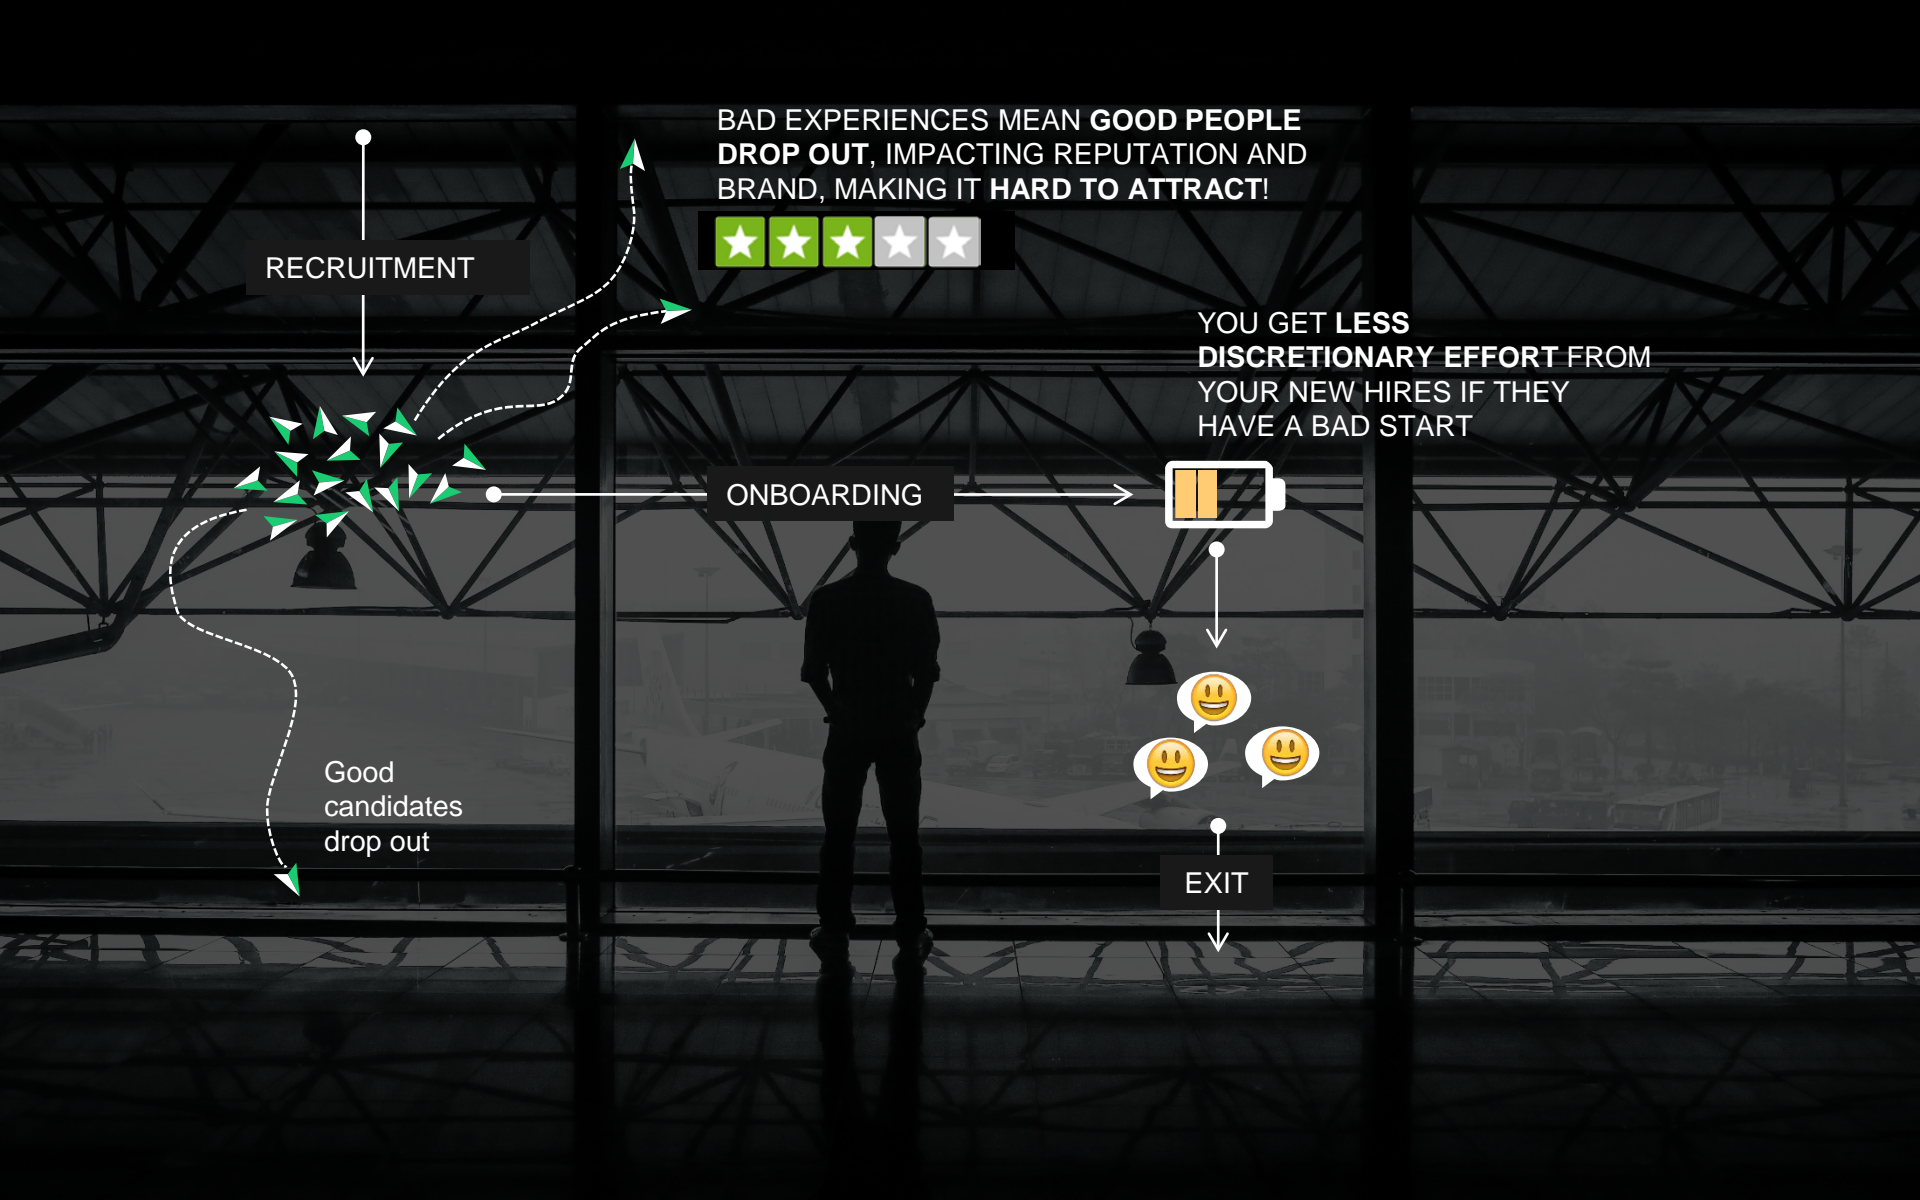 BAD EXPERIENCES MEAN GOOD PEOPLE
DROP OUT, IMPACTING REPUTATION AND
BRAND, MAKING IT HARD TO ATTRACT!
RECRUITMENT
YOU GET LESS
DISCRETIONARY EFFORT FROM
YOUR NEW HIRES IF THEY
HAVE A BAD START
ONBOARDING
Good
candidates
drop out
EXIT